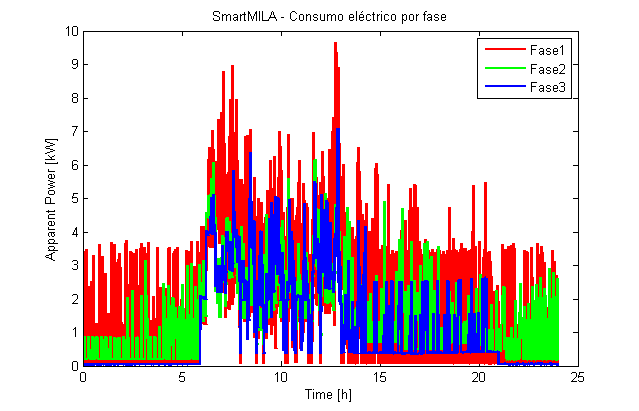 SmartMILA - Consumo eléctrico por fase
Fase1
Fase2
Fase3
Apparent Power [kW]
10
9
8
7
6
5
4
3
2
1
0
0 5 10 15 20 25
Time [h]